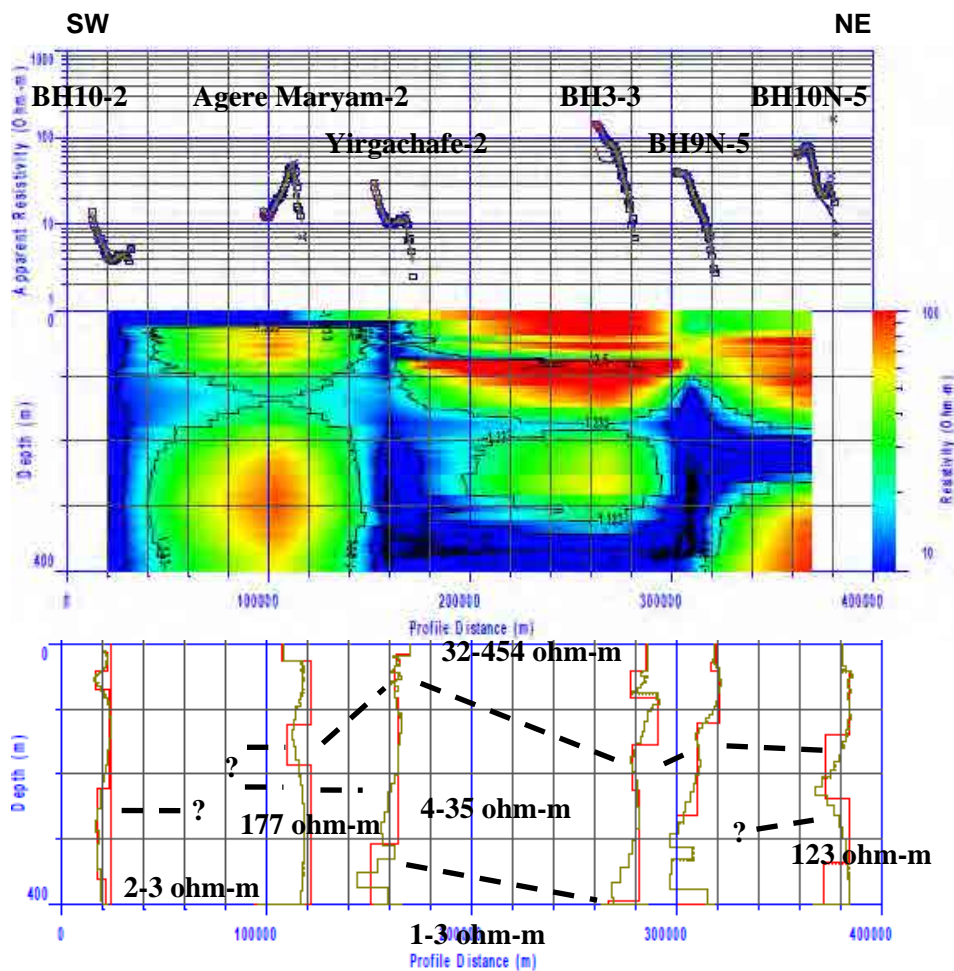 SW NE
1000
BH10-2 Agere Maryam-2 BH3-3 BH10N-5
100
Yirgachafe-2 BH9N-5
10
1
Apparent Resistivity (Ohm-m)
0
400
Depth (m)
0 100000 200000 300000 400000
Profile Distance (m)
100
10
Resistivity (Ohm-m)
0
32-454 ohm-m
?
?
177 ohm-m 4-35 ohm-m
?
123 ohm-m
2-3 ohm-m
400
Depth (m)
0 100000 200000 300000 400000
1-3 ohm-m
Profile Distance (m)